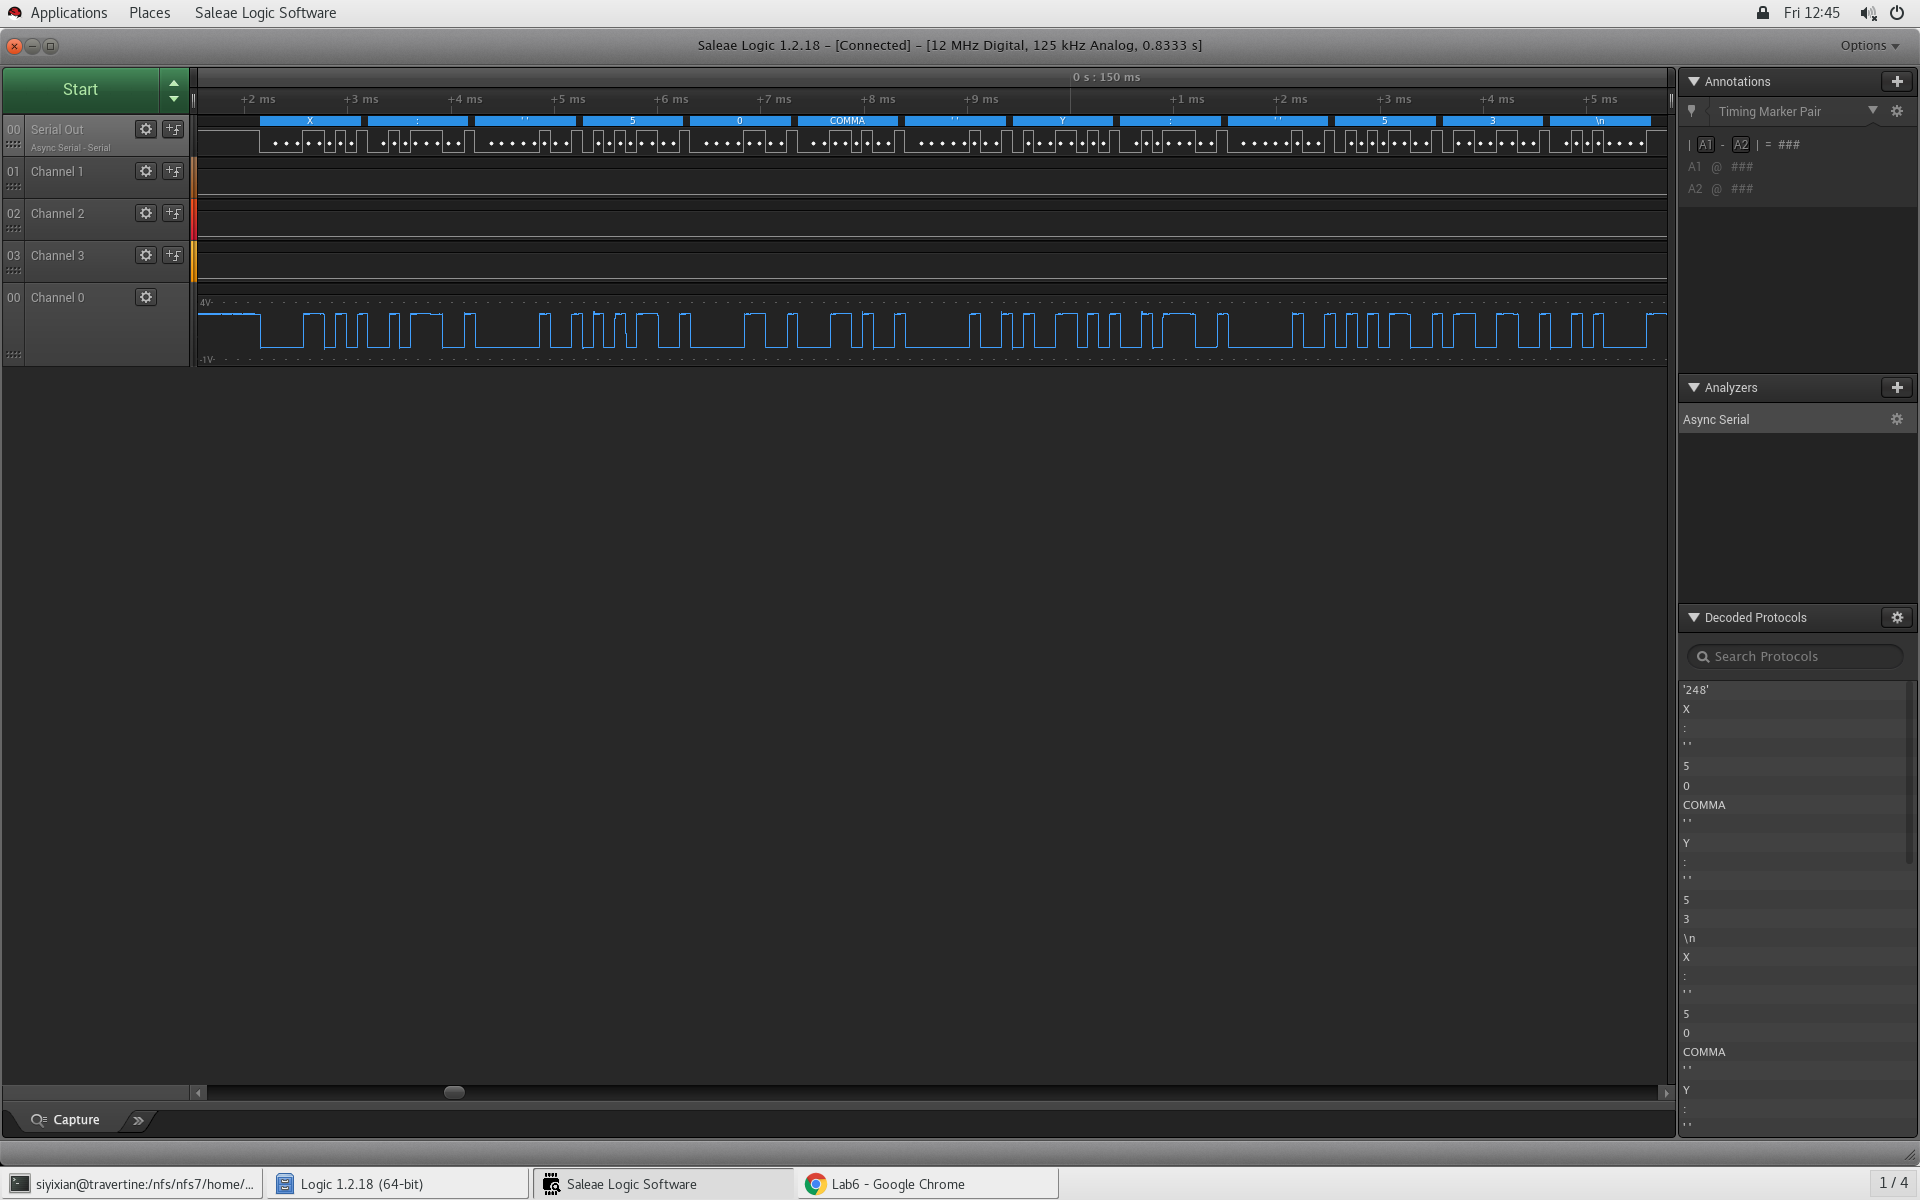 Applications Places Saleae Logic Software Fri 12:45
Saleae Logic 1.2.18 – [Connected] – [12 MHz Digital, 125 kHz Analog, 0.8333 s] Options
Start
0 s : 150 ms
+2 ms +3 ms +4 ms +5 ms +6 ms +7 ms +8 ms +9 ms +1 ms +2 ms +3 ms +4 ms +5 ms
X : ' ' 5 0 COMMA ' ' Y : ' ' 5 3 \n
00 Serial Out
Async Serial - Serial
01 Channel 1
02 Channel 2
03 Channel 3
00 Channel 0
4V
-1V
Annotations
Timing Marker Pair
| A1 - A2 | = ###
A1 @ ###
A2 @ ###
Analyzers
Async Serial
Decoded Protocols
Search Protocols
'248'
X
:
' '
5
0
COMMA
' '
Y
:
' '
5
3
\n
X
:
' '
5
0
COMMA
' '
Y
:
' '
Capture
siyixian@travertine:/nfs/nfs7/home/... Logic 1.2.18 (64-bit) Saleae Logic Software Lab6 - Google Chrome 1 / 4